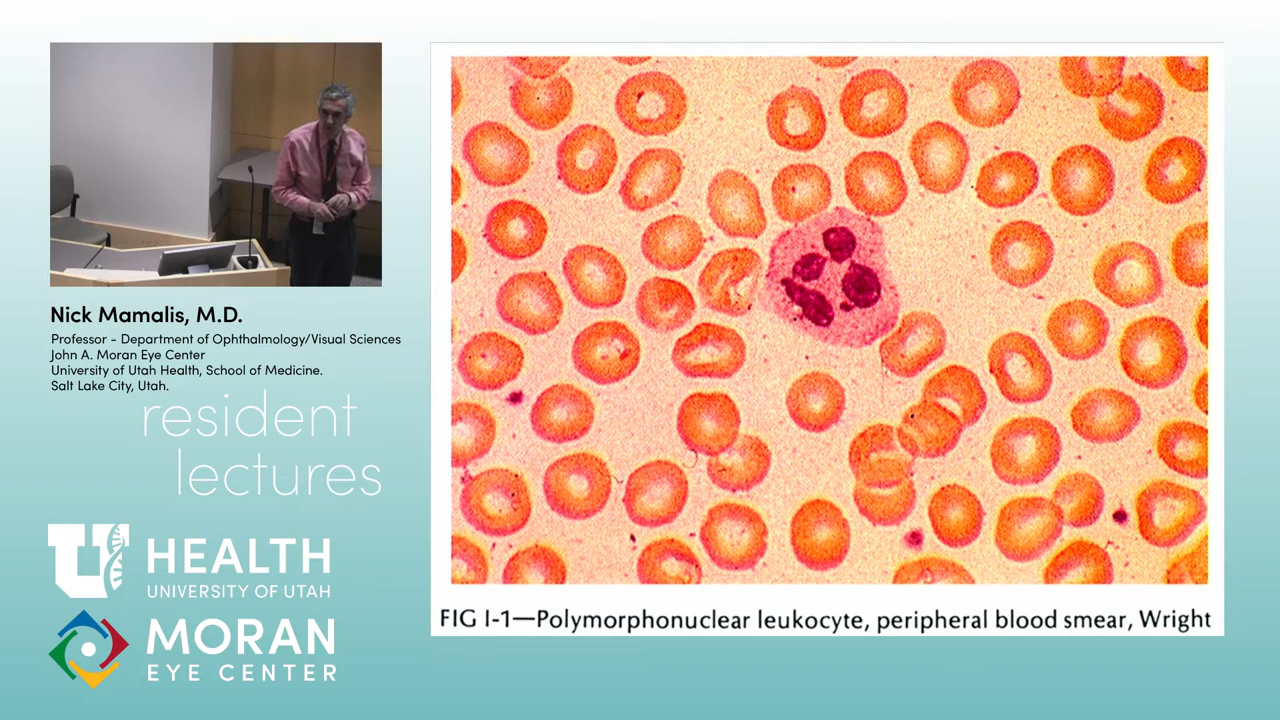 Nick Mamalis, M.D.
Professor - Department of Ophthalmology/Visual Sciences
John A. Moran Eye Center
University of Utah Health, School of Medicine.
Salt Lake City, Utah.
resident
lectures
U HEALTH
UNIVERSITY OF UTAH
MORAN
EYE CENTER
FIG I-1—Polymorphonuclear leukocyte, peripheral blood smear, Wright